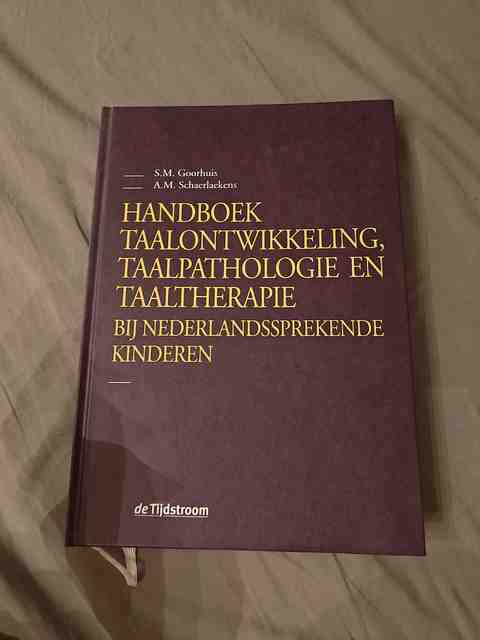 S.M. Goorhuis
A.M. Schaerlaekens
HANDBOEK
TAALONTWIKKELING,
TAALPATHOLOGIE EN
TAALTHERAPIE
BIJ NEDERLANDSSPREKENDE
KINDEREN
de Tijdstroom